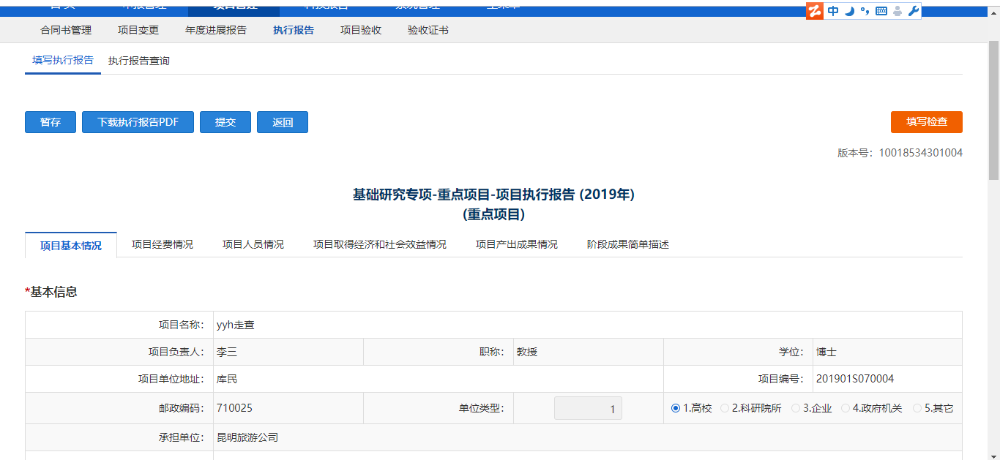 中
合同书管理 项目变更 年度进展报告 执行报告 项目验收 验收证书
填写执行报告 执行报告查询
暂存 下载执行报告PDF 提交 返回 填写检查
版本号：10018534301004
基础研究专项-重点项目-项目执行报告 (2019年)
(重点项目)
项目基本情况 项目经费情况 项目人员情况 项目取得经济和社会效益情况 项目产出成果情况 阶段成果简单描述
*基本信息
项目名称： yyh走查
项目负责人： 李三 职称： 教授 学位： 博士
项目单位地址： 库民 项目编号： 201901S070004
邮政编码： 710025 单位类型： 1 1.高校 2.科研院所 3.企业 4.政府机关 5.其它
承担单位： 昆明旅游公司